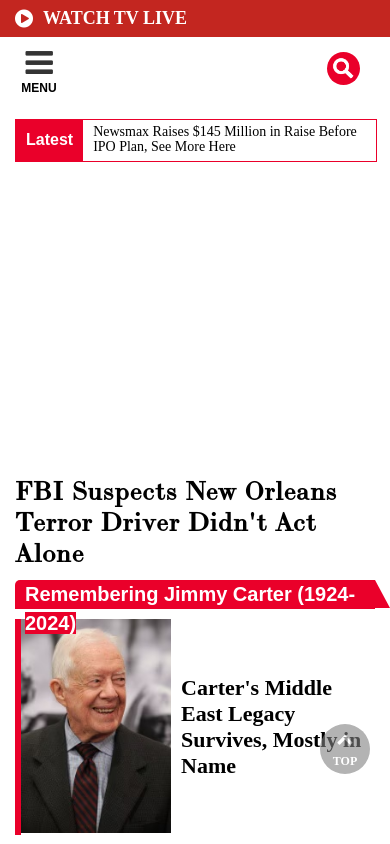 WATCH TV LIVE
MENU
Latest
Newsmax Raises $145 Million in Raise Before
IPO Plan, See More Here
FBI Suspects New Orleans
Terror Driver Didn't Act
Alone
Remembering Jimmy Carter (1924-
2024)
Carter's Middle
East Legacy
Survives, Mostly in
Name
TOP